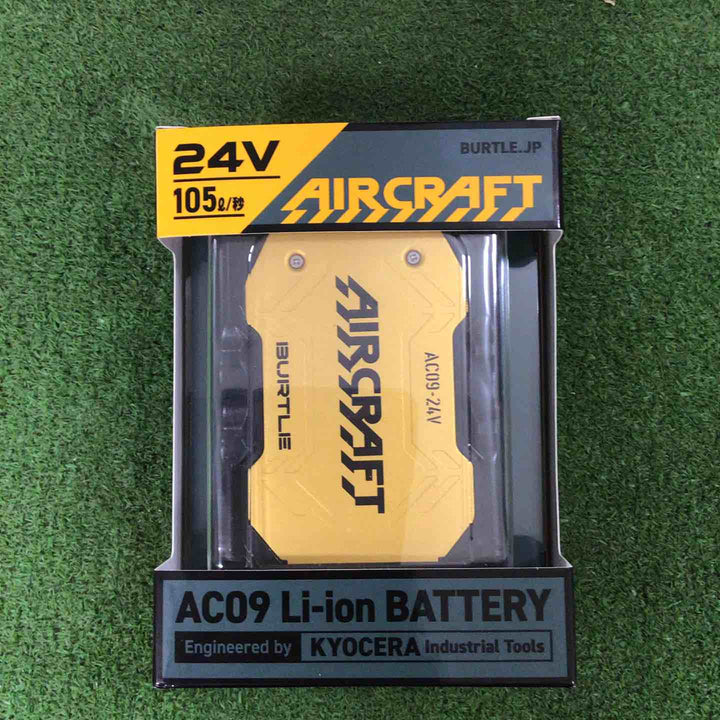 24V
105ℓ/秒
BURTLE.JP
AIRCRAFT
AIRCRAFT
BURTLE
AC09-24V
AC09 Li-ion BATTERY
Engineered by KYOCERA Industrial Tools